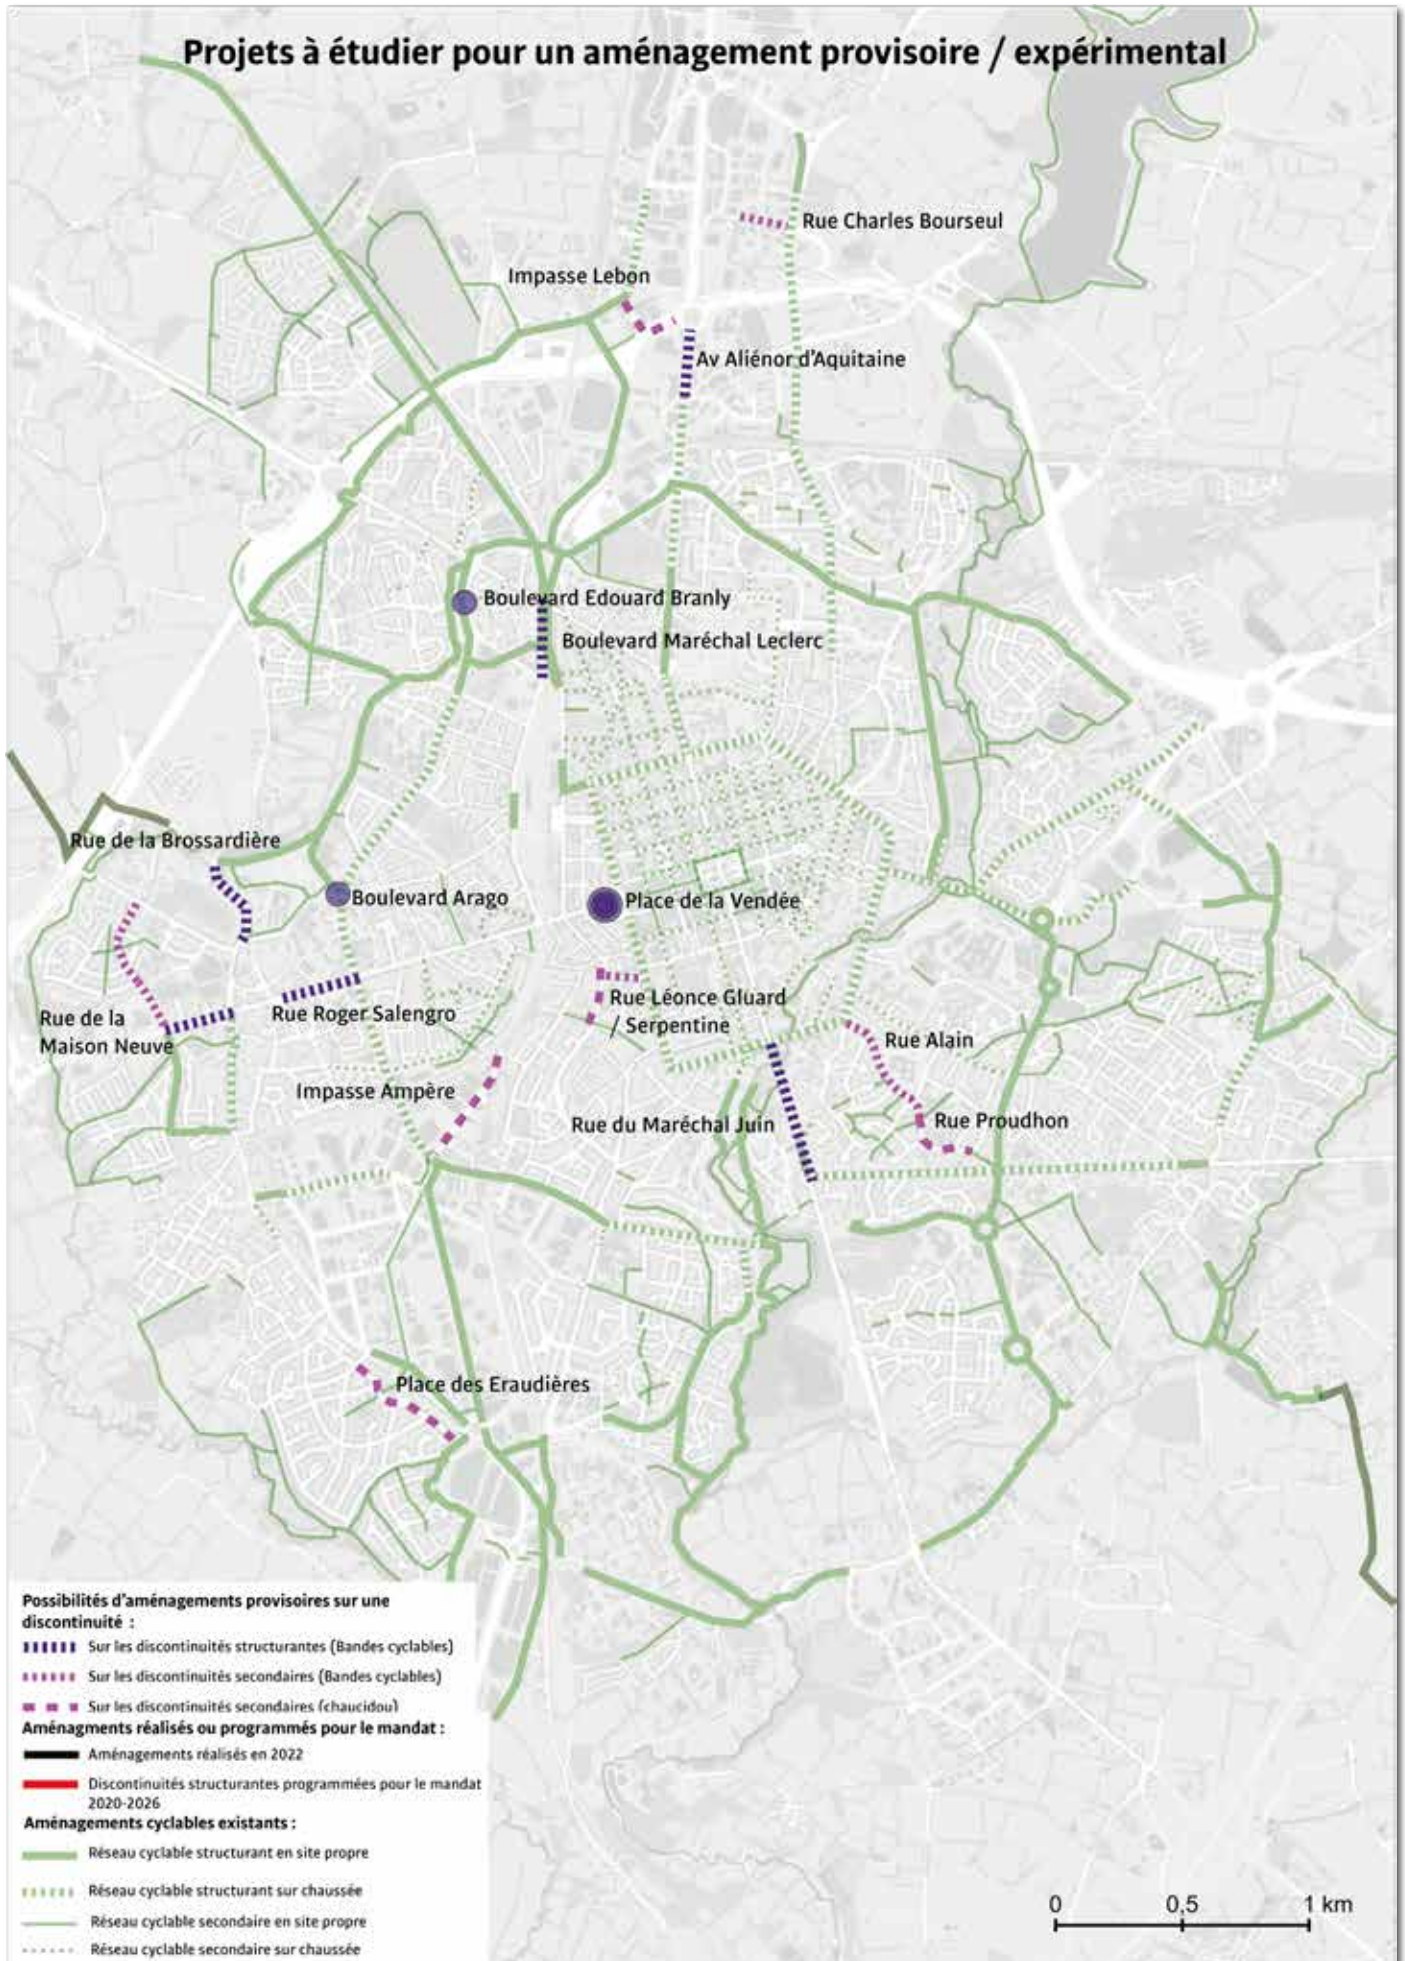 Projets à étudier pour un aménagement provisoire / expérimental
Rue Charles Bourseul
Impasse Lebon
Av Aliénor d'Aquitaine
Boulevard Edouard Branly
Boulevard Maréchal Leclerc
Rue de la Brossardière
Boulevard Arago
Place de la Vendée
Rue Léonce Gluard
/ Serpentine
Rue Roger Salengro
Rue de la
Maison Neuve
Rue Alain
Impasse Ampère
Rue du Maréchal Juin
Rue Proudhon
Place des Eraudières
Possibilités d'aménagements provisoires sur une
discontinuité :
Sur les discontinuités structurantes (Bandes cyclables)
Sur les discontinuités secondaires (Bandes cyclables)
Sur les discontinuités secondaires (chaucidou)
Aménagments réalisés ou programmés pour le mandat :
Aménagements réalisés en 2022
Discontinuités structurantes programmées pour le mandat
2020-2026
Aménagements cyclables existants :
Réseau cyclable structurant en site propre
Réseau cyclable structurant sur chaussée
Réseau cyclable secondaire en site propre
Réseau cyclable secondaire sur chaussée
0 0,5 1 km